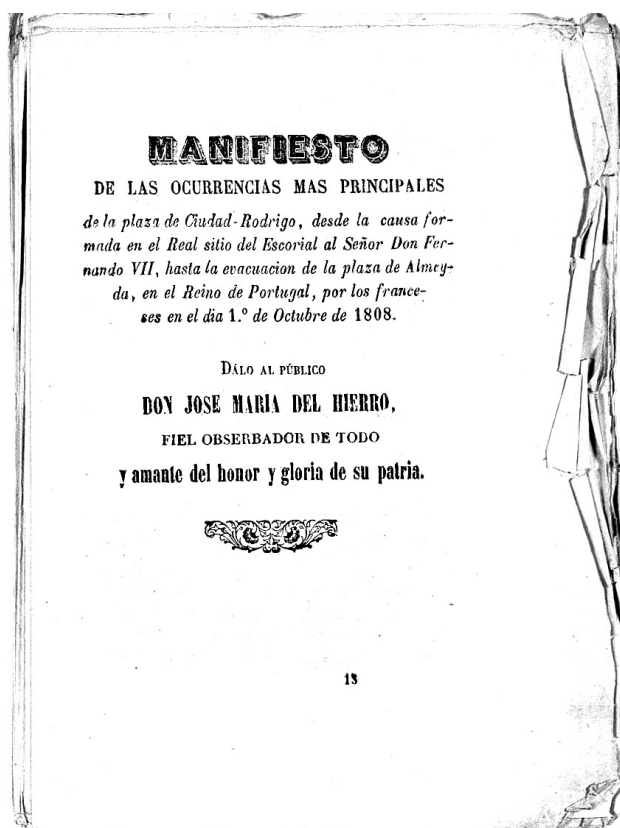 MANIFIESTO
DE LAS OCURRENCIAS MAS PRINCIPALES
de la plaza de Ciudad-Rodrigo, desde la causa for-
mada en el Real sitio del Escorial al Señor Don Fer-
nando VII, hasta la evacuacion de la plaza de Almey-
da, en el Reino de Portugal, por los france-
ses en el dia 1.º de Octubre de 1808.
DÁLO AL PÚBLICO
DON JOSE MARIA DEL HIERRO,
FIEL OBSERBADOR DE TODO
y amante del honor y gloria de su patria.
13